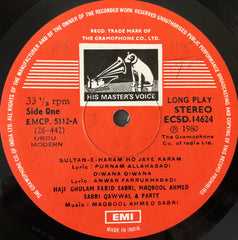 REGD. TRADE MARK OF
THE GRAMOPHONE CO., LTD.
HIS MASTER'S VOICE
33 1/3 rpm
Side One
EMCP. 5112-A
(26-442)
URDU
MODERN
LONG PLAY
STEREO
ECSD.14624
℗ 1980
The Gramophone
Co. of India Ltd.
SULTAN-E-HARAM HO JAYE KARAM
Lyric: PURNAM ALLAHABADI
DIWANA DIWANA
Lyric: ANWAR FARRUKHABADI
HAJI GHULAM FARID SABRI, MAQBOOL AHMED
SABRI QAWWAL & PARTY
Music: MAQBOOL AHMED SABRI
EMI